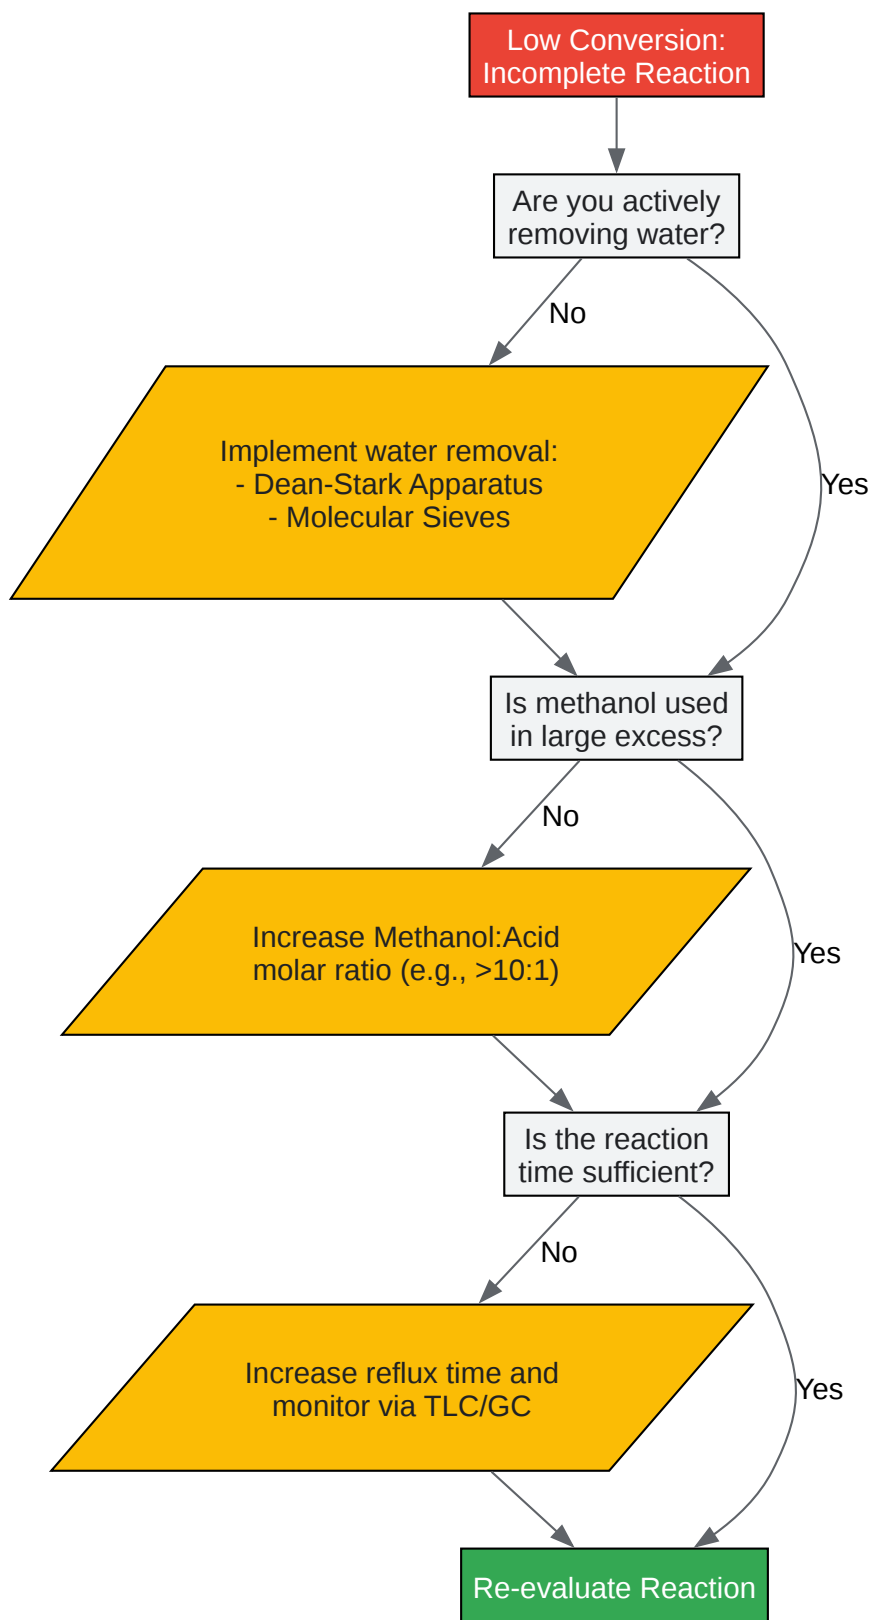 Low Conversion:
Incomplete Reaction
Are you actively
removing water?
No
Yes
Implement water removal:
- Dean-Stark Apparatus
- Molecular Sieves
Is methanol used
in large excess?
No
Yes
Increase Methanol:Acid
molar ratio (e.g., >10:1)
Is the reaction
time sufficient?
No
Yes
Increase reflux time and
monitor via TLC/GC
Re-evaluate Reaction